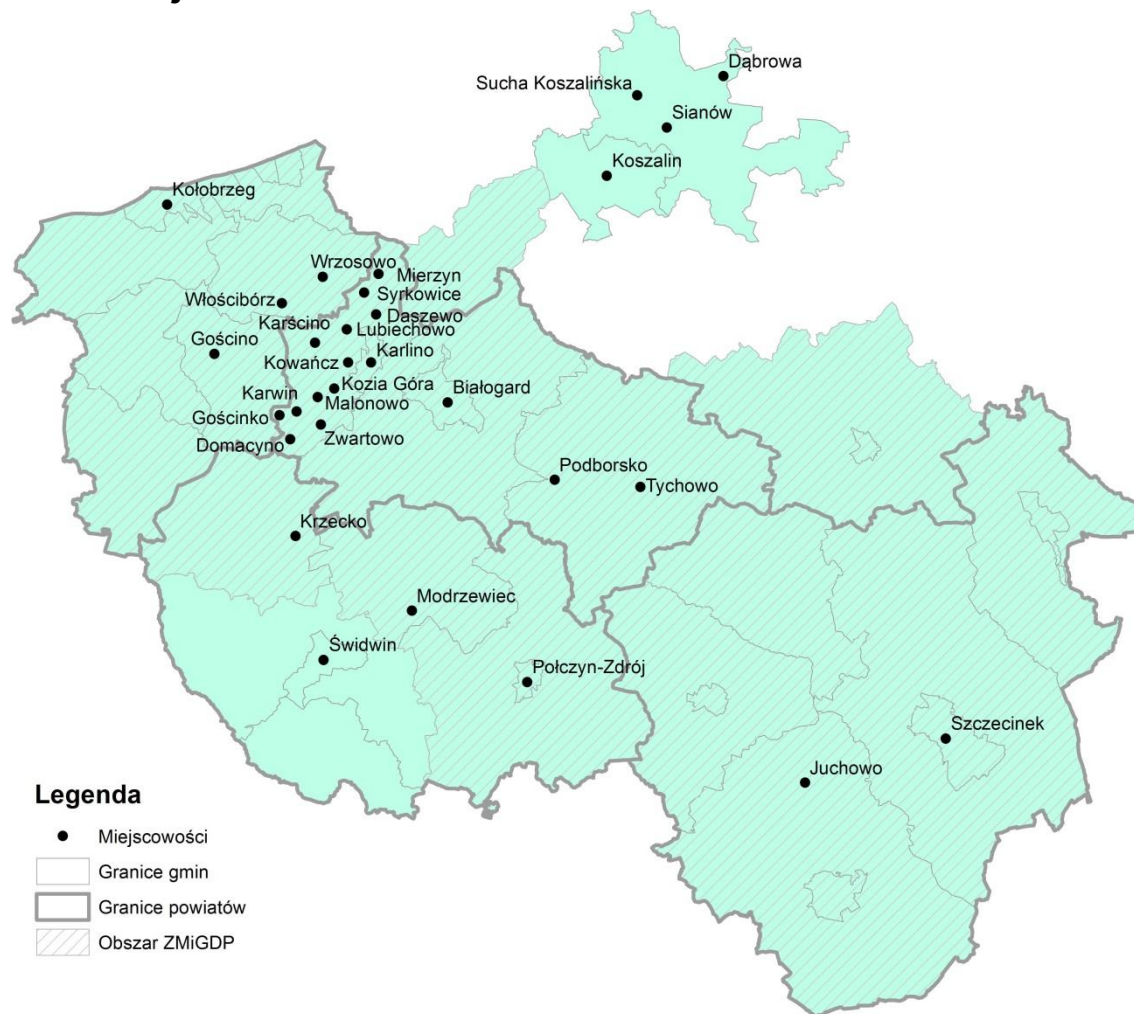 Dąbrowa
Sucha Koszalińska
Sianów
Koszalin
Kołobrzeg
Wrzosowo
Mierzyn
Syrkowice
Włościbórz
Daszewo
Karścino
Lubiechowo
Gościno
Kowańcz
Karlino
Kozia Góra
Białogard
Karwin
Malonowo
Gościnko
Zwartowo
Domacyno
Podborsko
Tychowo
Krzecko
Modrzewiec
Świdwin
Połczyn-Zdrój
Szczecinek
Juchowo
Legenda
Miejscowości
Granice gmin
Granice powiatów
Obszar ZMiGDP